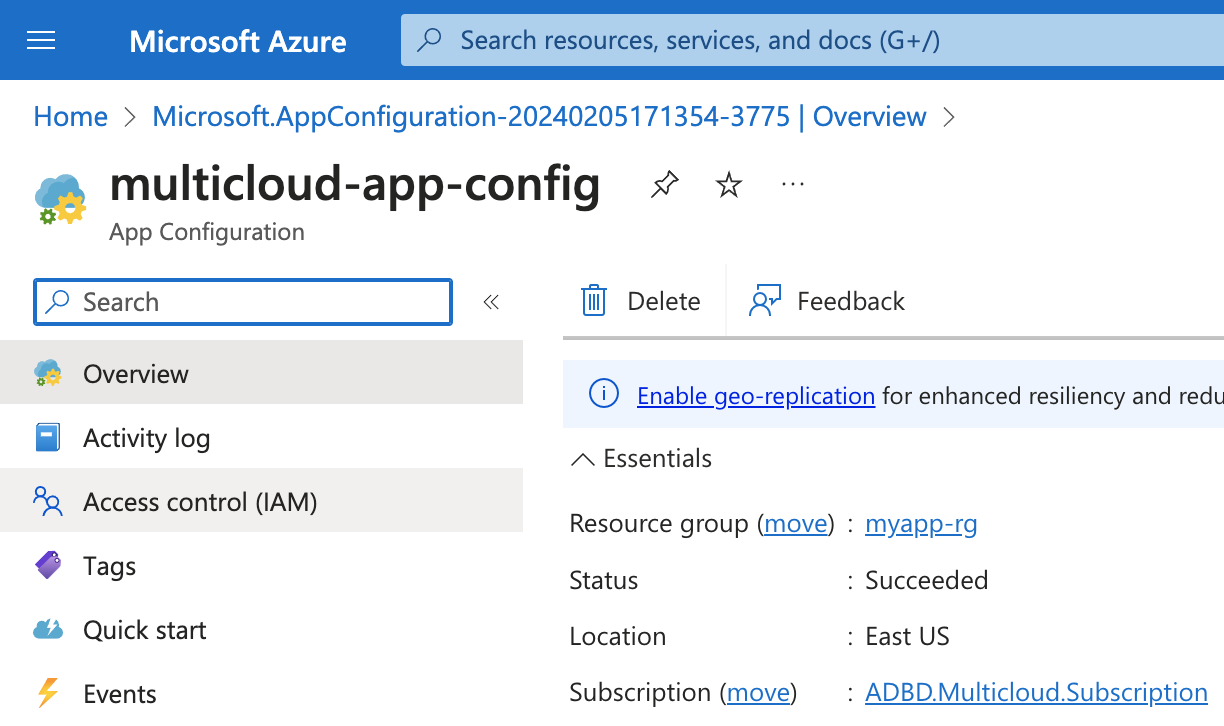 Microsoft Azure
Search resources, services, and docs (G+/)
Home > Microsoft.AppConfiguration-20240205171354-3775 | Overview >
multicloud-app-config
App Configuration
Search
Delete
Feedback
Overview
Activity log
Access control (IAM)
Tags
Quick start
Events
Enable geo-replication for enhanced resiliency and redu
Essentials
Resource group (move) : myapp-rg
Status : Succeeded
Location : East US
Subscription (move) : ADBD.Multicloud.Subscription